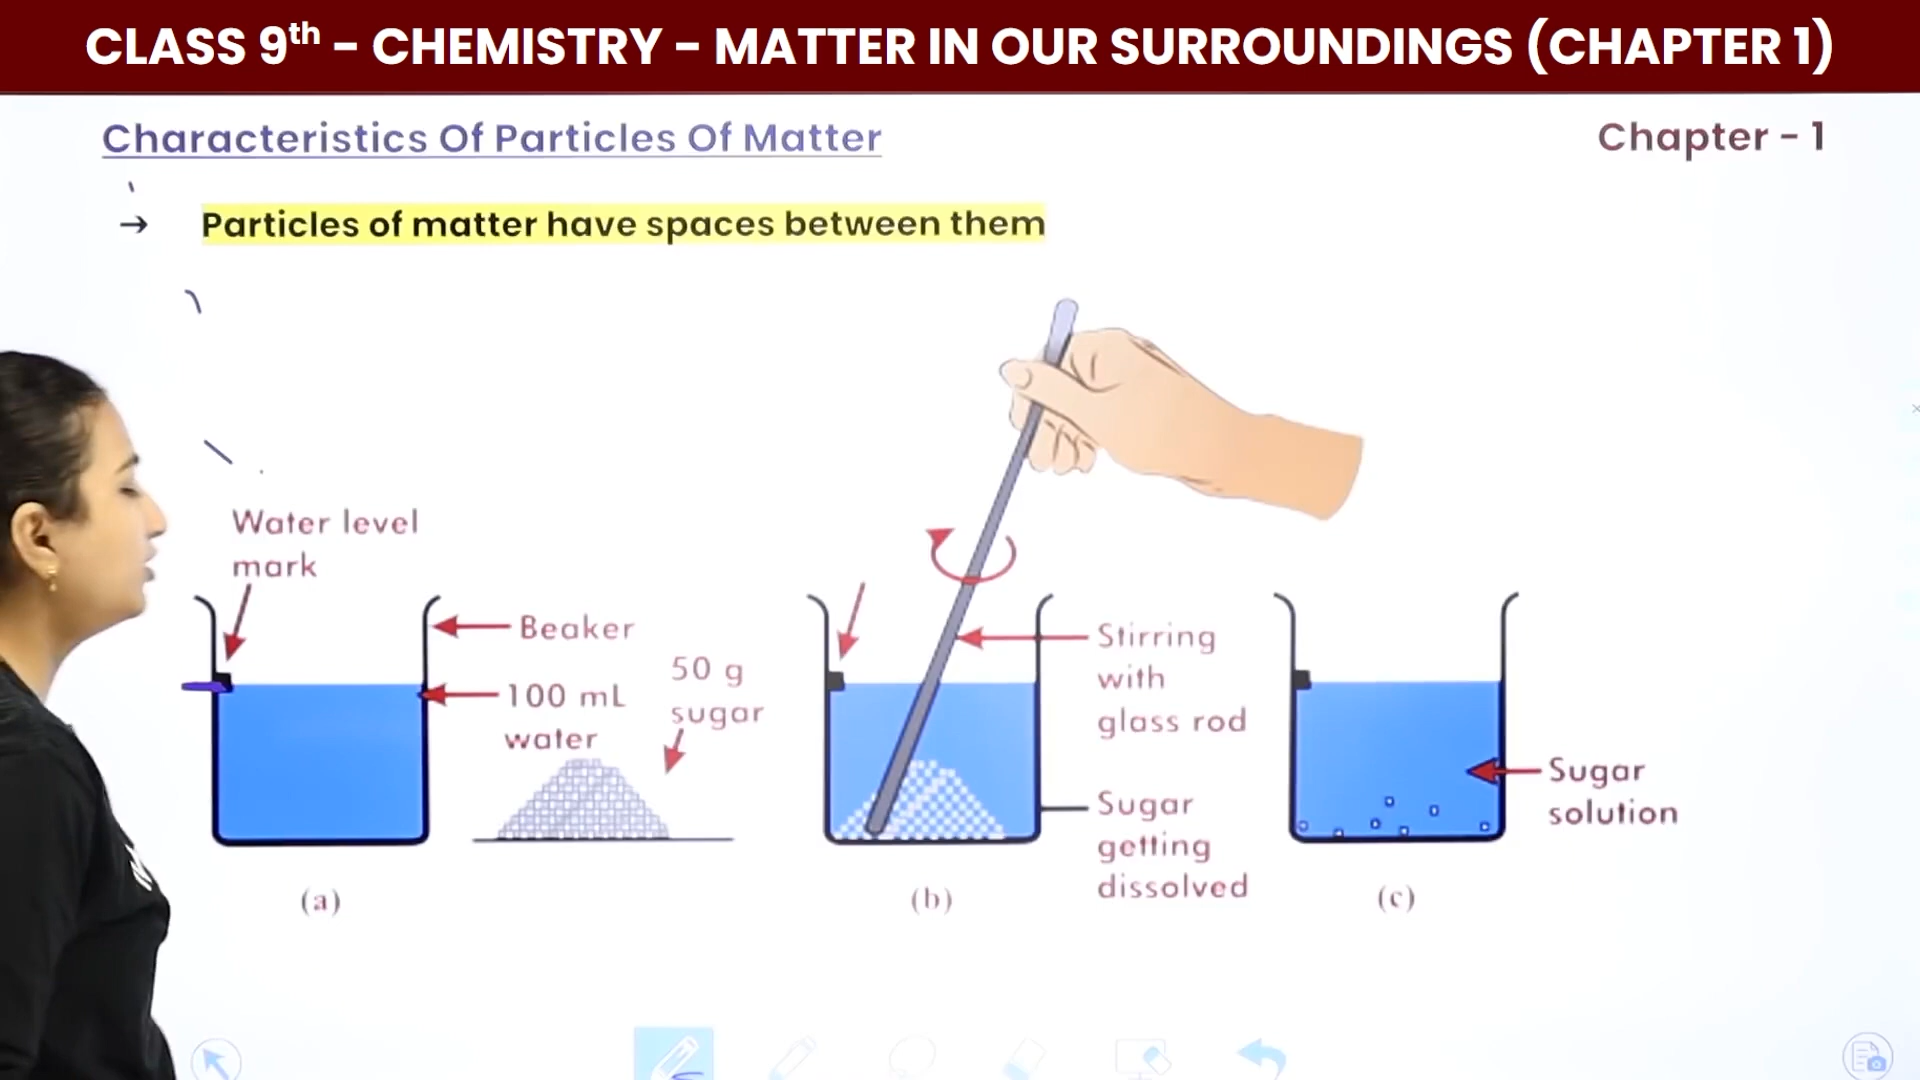 CLASS 9th – CHEMISTRY – MATTER IN OUR SURROUNDINGS (CHAPTER 1)
Characteristics Of Particles Of Matter
Chapter - 1
→ Particles of matter have spaces between them
Water level
mark
Beaker
100 mL
water
50 g
sugar
(a)
Stirring
with
glass rod
Sugar
getting
dissolved
(b)
Sugar
solution
(c)